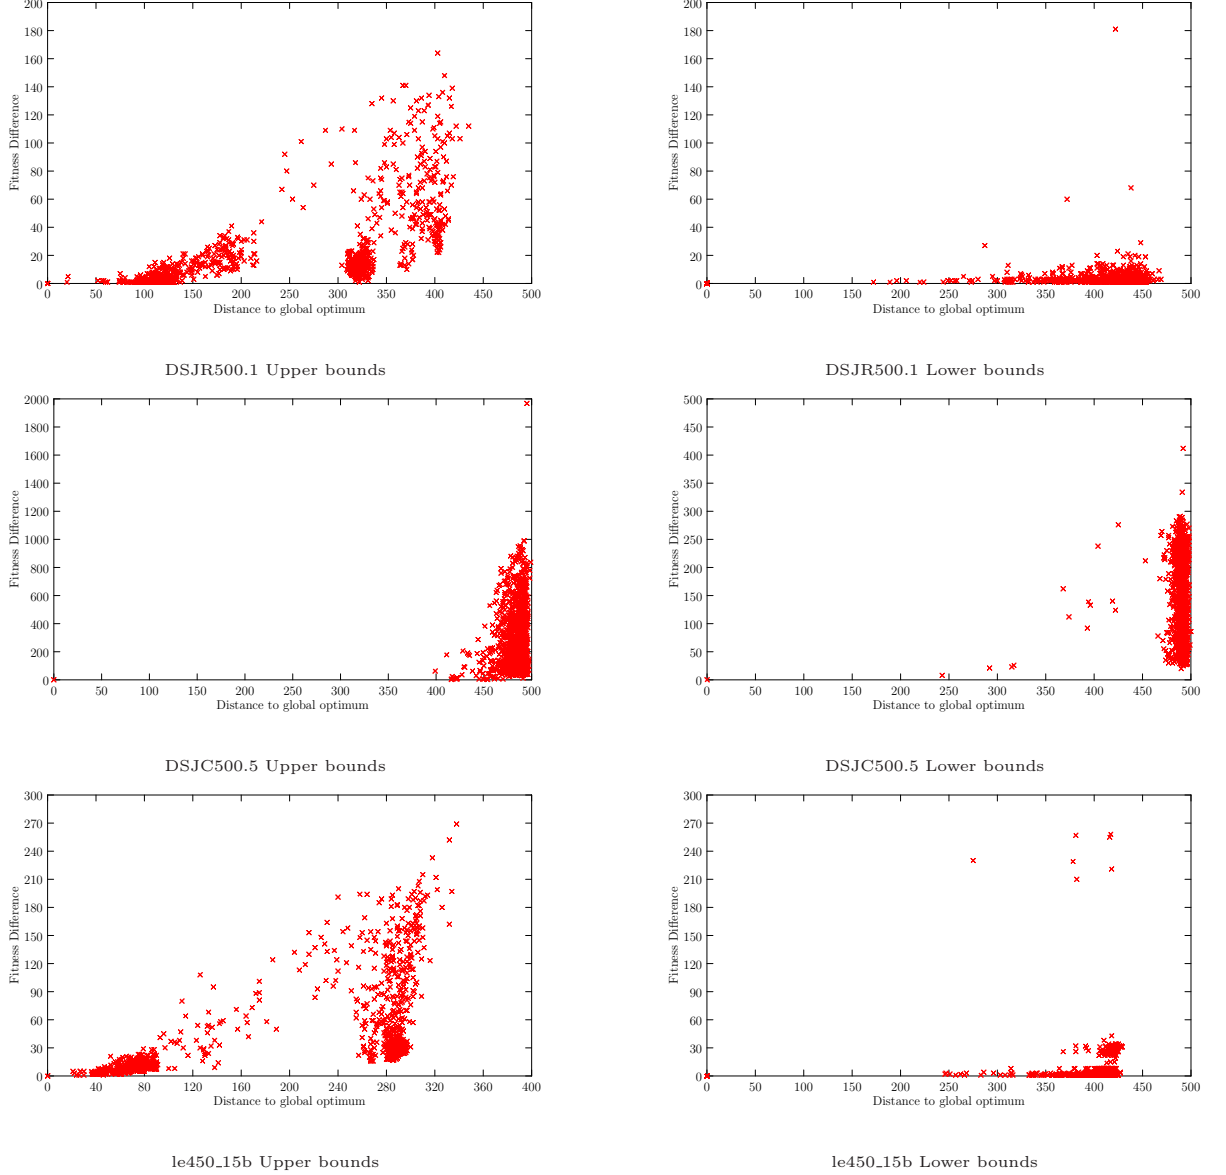 200
180
160
140
120
100
80
60
40
20
0
Fitness Difference
0 50 100 150 200 250 300 350 400 450 500
Distance to global optimum
DSJR500.1 Upper bounds
200
180
160
140
120
100
80
60
40
20
0
Fitness Difference
0 50 100 150 200 250 300 350 400 450 500
Distance to global optimum
DSJR500.1 Lower bounds
2000
1800
1600
1400
1200
1000
800
600
400
200
0
Fitness Difference
0 50 100 150 200 250 300 350 400 450 500
Distance to global optimum
DSJC500.5 Upper bounds
500
450
400
350
300
250
200
150
100
50
0
Fitness Difference
0 50 100 150 200 250 300 350 400 450 500
Distance to global optimum
DSJC500.5 Lower bounds
300
270
240
210
180
150
120
90
60
30
0
Fitness Difference
0 40 80 120 160 200 240 280 320 360 400
Distance to global optimum
le450_15b Upper bounds
300
270
240
210
180
150
120
90
60
30
0
Fitness Difference
0 50 100 150 200 250 300 350 400 450 500
Distance to global optimum
le450_15b Lower bounds